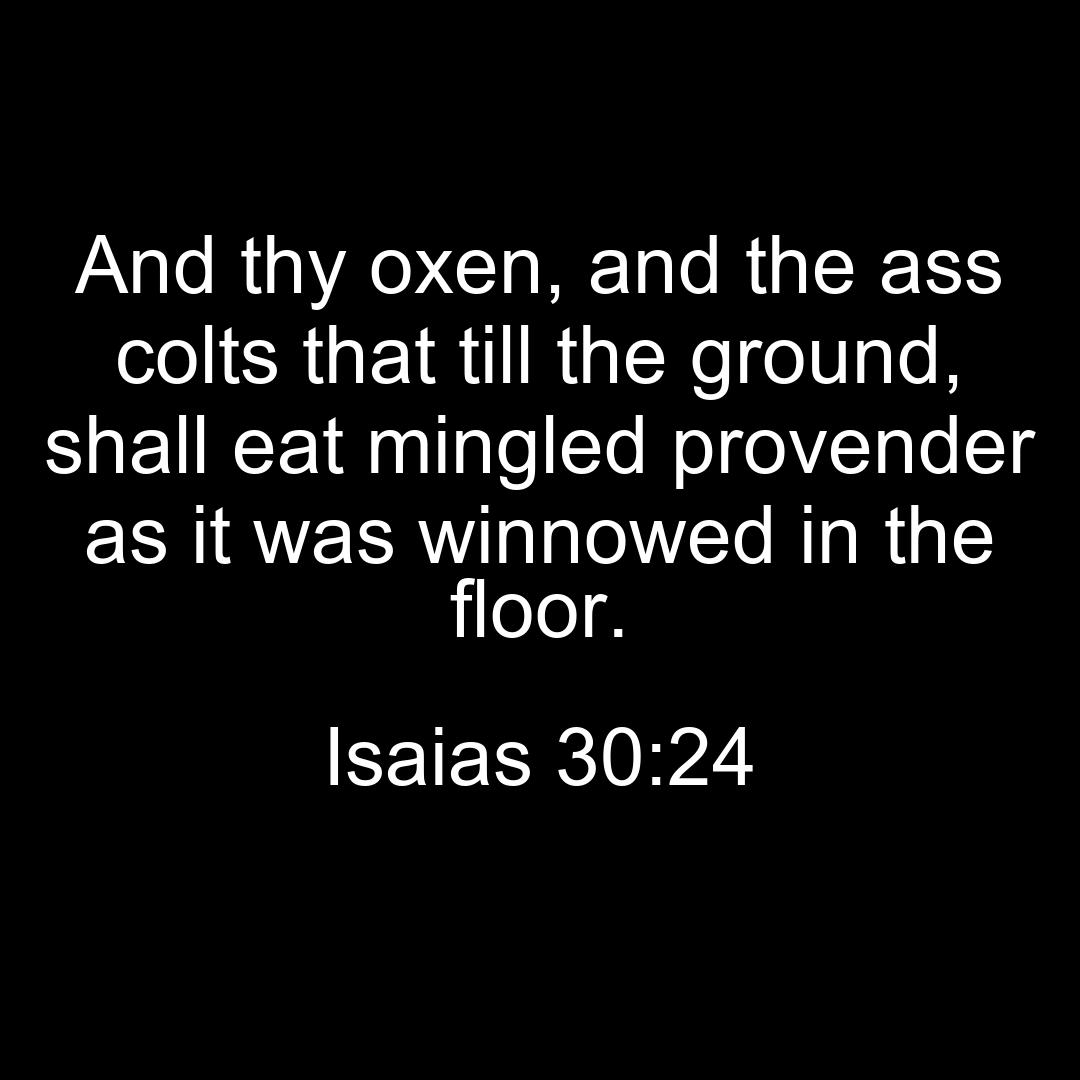 And thy oxen, and the ass
colts that till the ground,
shall eat mingled provender
as it was winnowed in the
floor.
Isaias 30:24